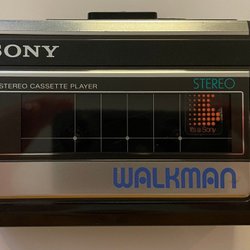 SONY
STEREO CASSETTE PLAYER
STEREO
It's a Sony
WALKMAN